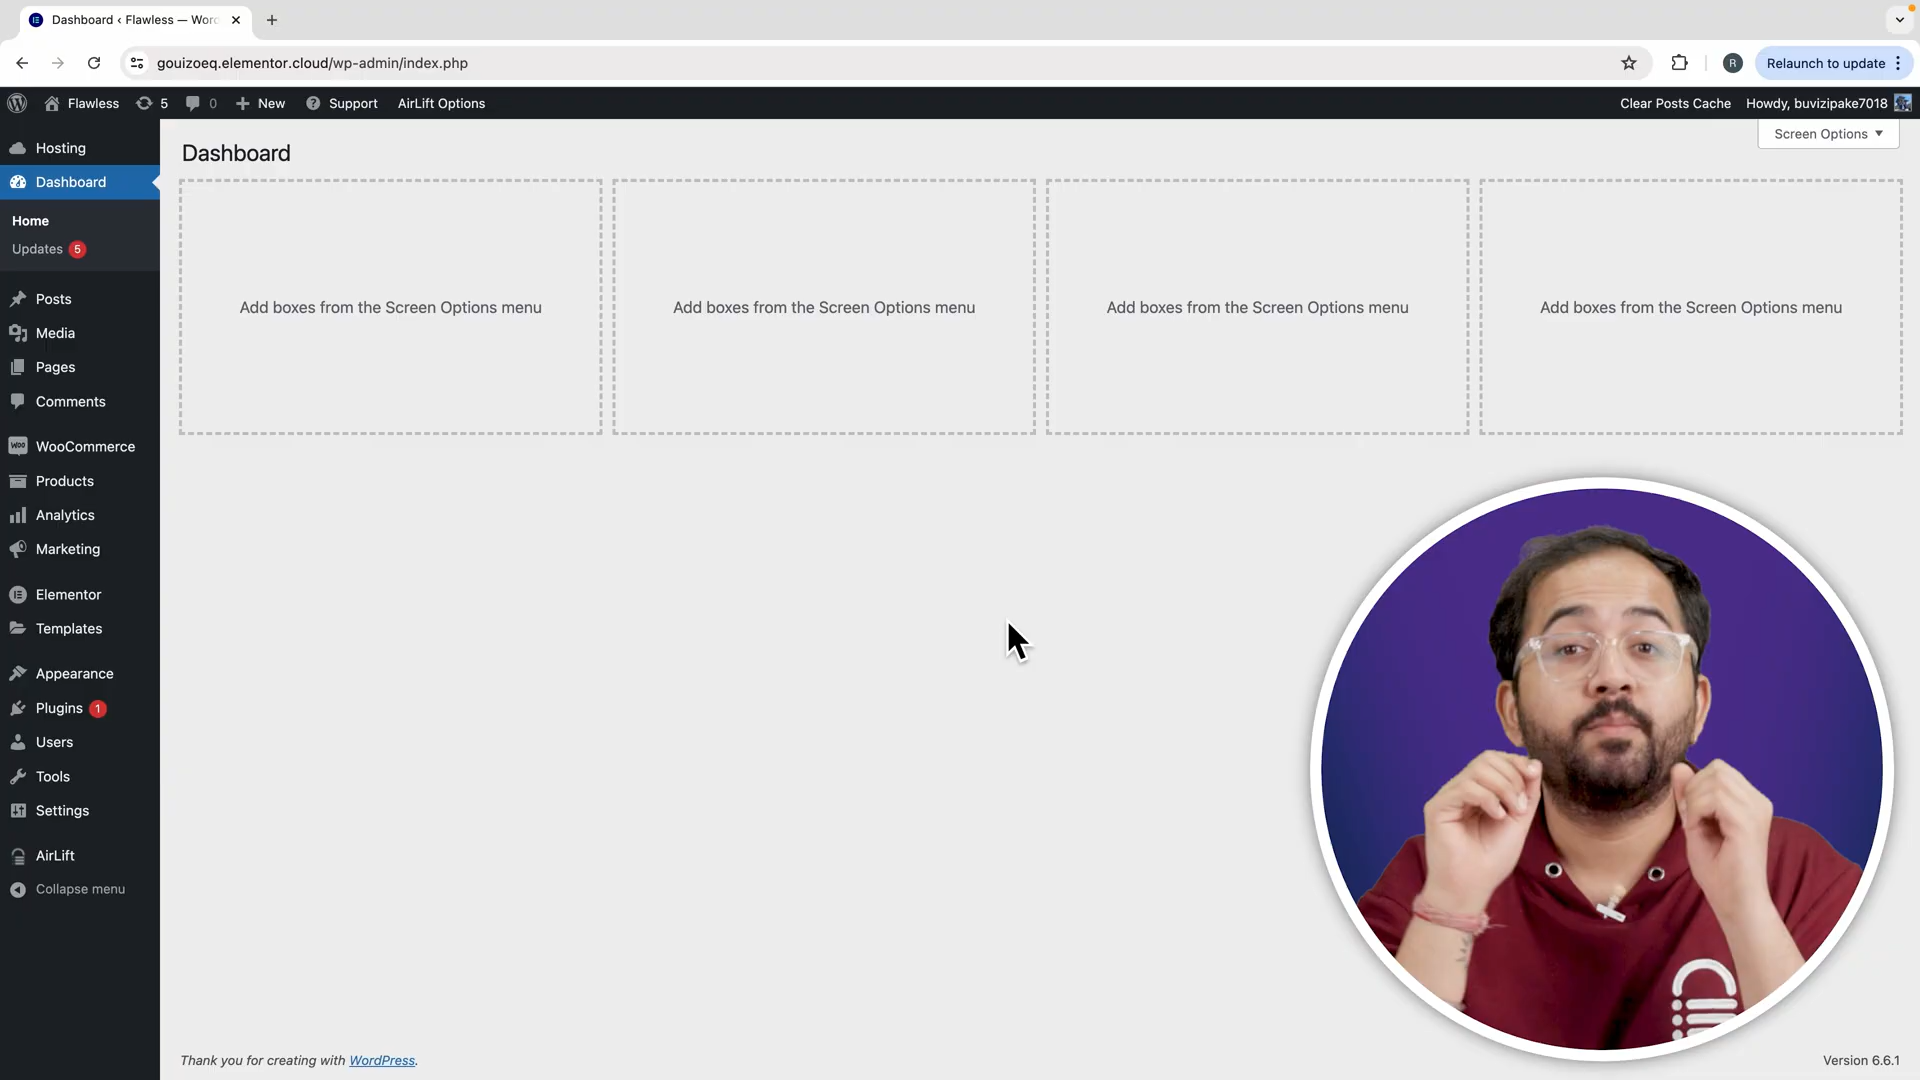 Dashboard ‹ Flawless — Word
gouizoeq.elementor.cloud/wp-admin/index.php
R
Relaunch to update
Flawless
5
0
New
Support
AirLift Options
Clear Posts Cache
Howdy, buvizipake7018
Screen Options
Hosting
Dashboard
Home
Updates 5
Posts
Media
Pages
Comments
WooCommerce
Products
Analytics
Marketing
Elementor
Templates
Appearance
Plugins 1
Users
Tools
Settings
AirLift
Collapse menu
Dashboard
Add boxes from the Screen Options menu
Add boxes from the Screen Options menu
Add boxes from the Screen Options menu
Add boxes from the Screen Options menu
Thank you for creating with WordPress.
Version 6.6.1